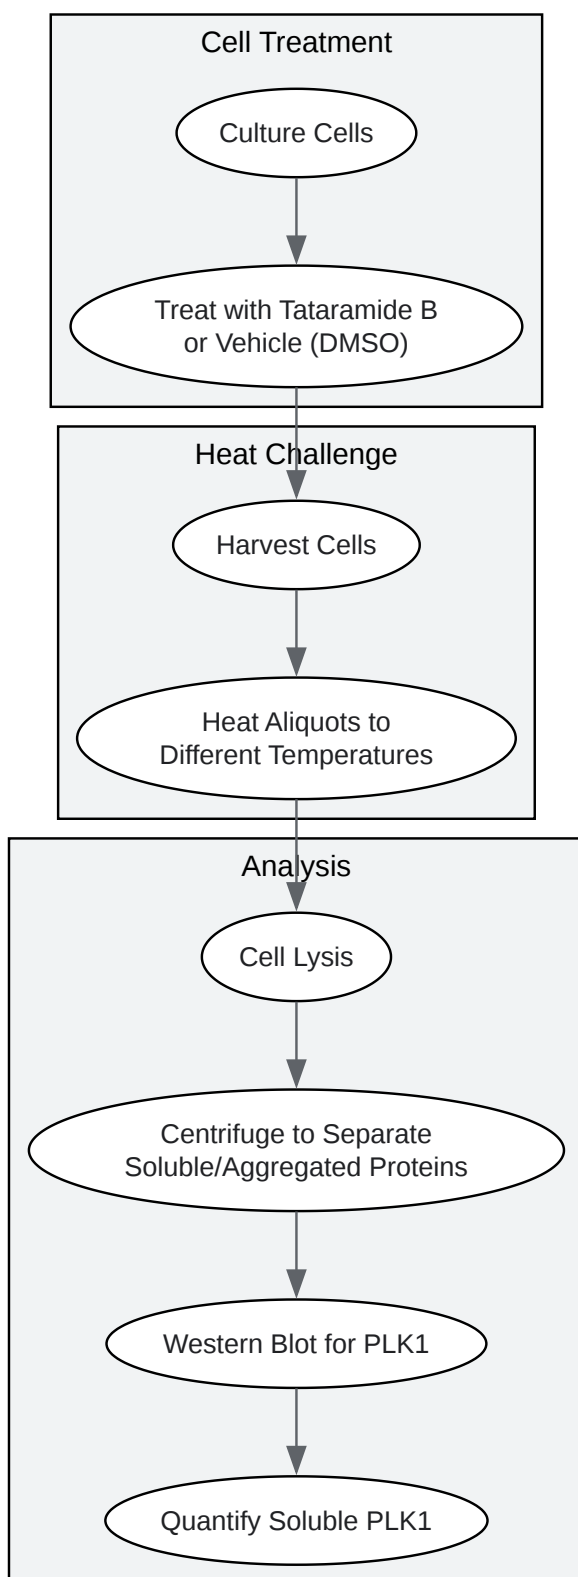 Cell Treatment
Culture Cells
Treat with Tataramide B
or Vehicle (DMSO)
Heat Challenge
Harvest Cells
Heat Aliquots to
Different Temperatures
Analysis
Cell Lysis
Centrifuge to Separate
Soluble/Aggregated Proteins
Western Blot for PLK1
Quantify Soluble PLK1